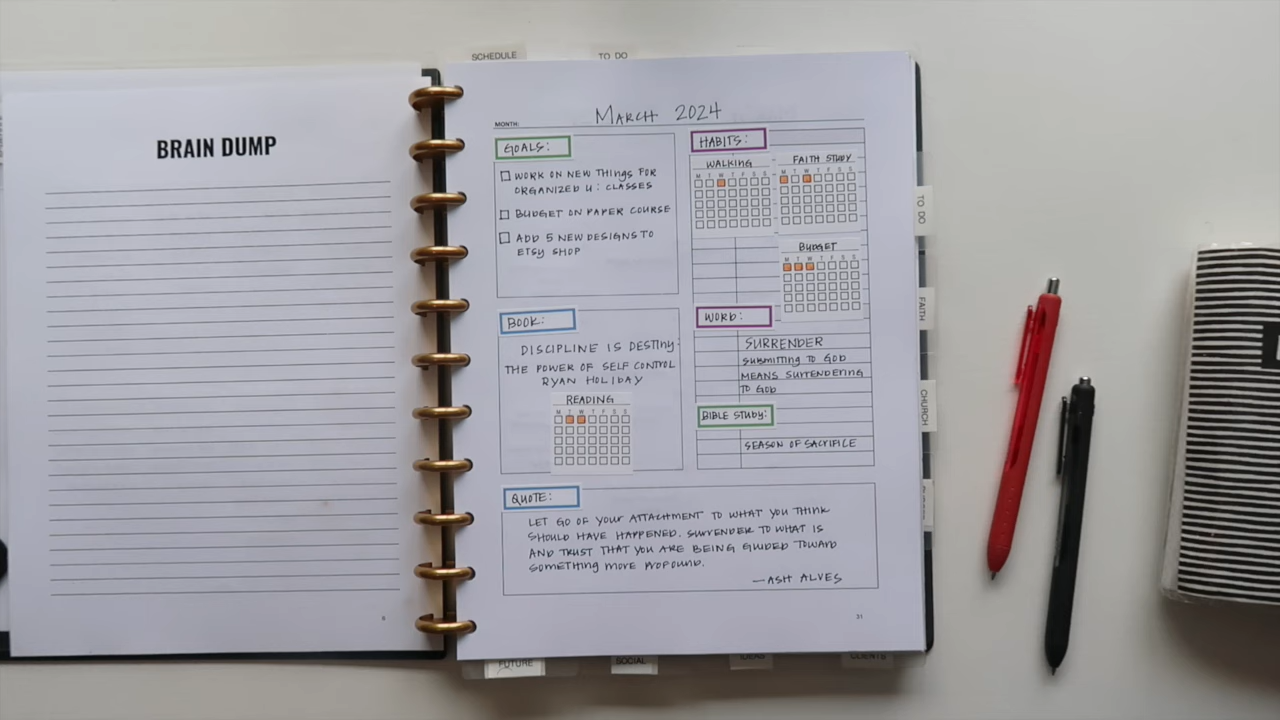 SCHEDULE
TO DO
BRAIN DUMP
MONTH:
MARCH 2024
GOALS:
WORK ON NEW THINGS FOR
ORGANIZED U: CLASSES
BUDGET ON PAPER COURSE
ADD 5 NEW DESIGNS TO
ETSY SHOP
HABITS:
WALKING
M T W T F S S
FAITH STUDY
M T W T F S S
BUDGET
M T W T F S S
BOOK:
DISCIPLINE IS DESTINY:
THE POWER OF SELF CONTROL
RYAN HOLIDAY
READING
M T W T F S S
WORD:
SURRENDER
SUBMITTING TO GOD
MEANS SURRENDERING
TO GOD
BIBLE STUDY:
SEASON OF SACRIFICE
QUOTE:
LET GO OF YOUR ATTACHMENT TO WHAT YOU THINK
SHOULD HAVE HAPPENED. SURRENDER TO WHAT IS
AND TRUST THAT YOU ARE BEING GUIDED TOWARD
SOMETHING MORE PROPOUND.
—ASH ALVES
31
TO DO
FAITH
CHURCH
FUTURE
SOCIAL
IDEAS
CLIENTS